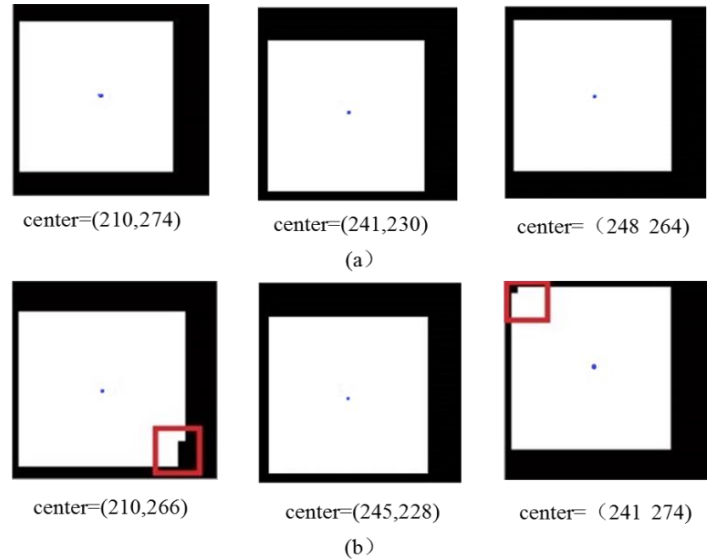 center=(210,274)
center=(241,230)
center=（248 264)
(a）
center=(210,266)
center=(245,228)
center=（241 274)
(b）